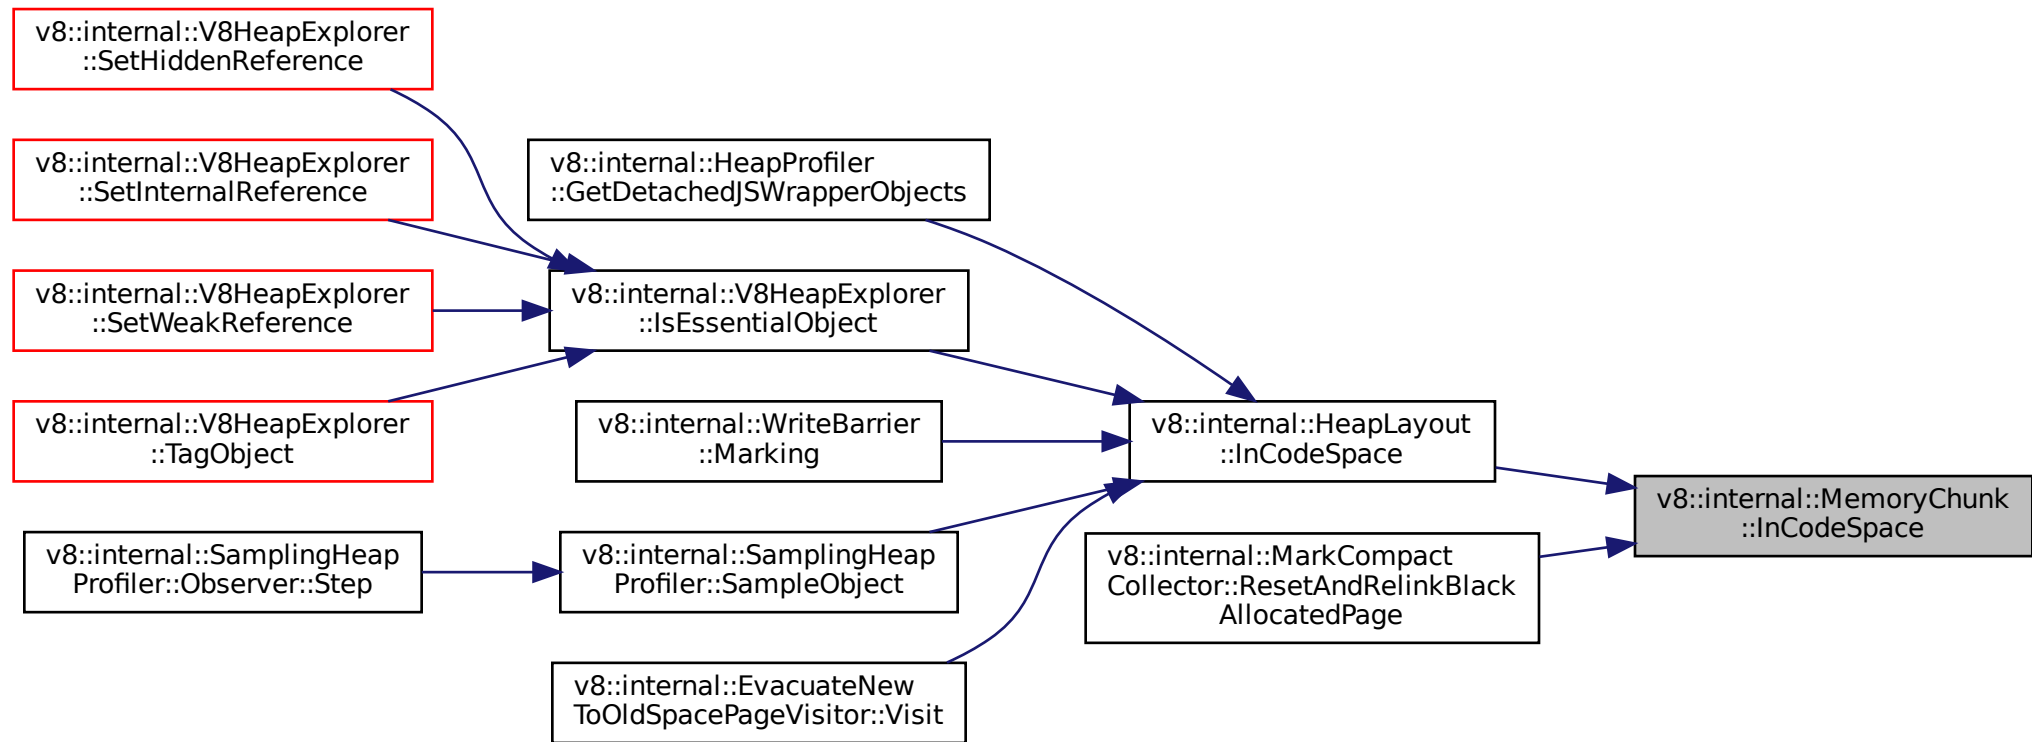 v8::internal::V8HeapExplorer
::SetHiddenReference
v8::internal::V8HeapExplorer
::SetInternalReference
v8::internal::HeapProfiler
::GetDetachedJSWrapperObjects
v8::internal::V8HeapExplorer
::SetWeakReference
v8::internal::V8HeapExplorer
::IsEssentialObject
v8::internal::V8HeapExplorer
::TagObject
v8::internal::WriteBarrier
::Marking
v8::internal::HeapLayout
::InCodeSpace
v8::internal::MemoryChunk
::InCodeSpace
v8::internal::SamplingHeap
Profiler::Observer::Step
v8::internal::SamplingHeap
Profiler::SampleObject
v8::internal::MarkCompact
Collector::ResetAndRelinkBlack
AllocatedPage
v8::internal::EvacuateNew
ToOldSpacePageVisitor::Visit